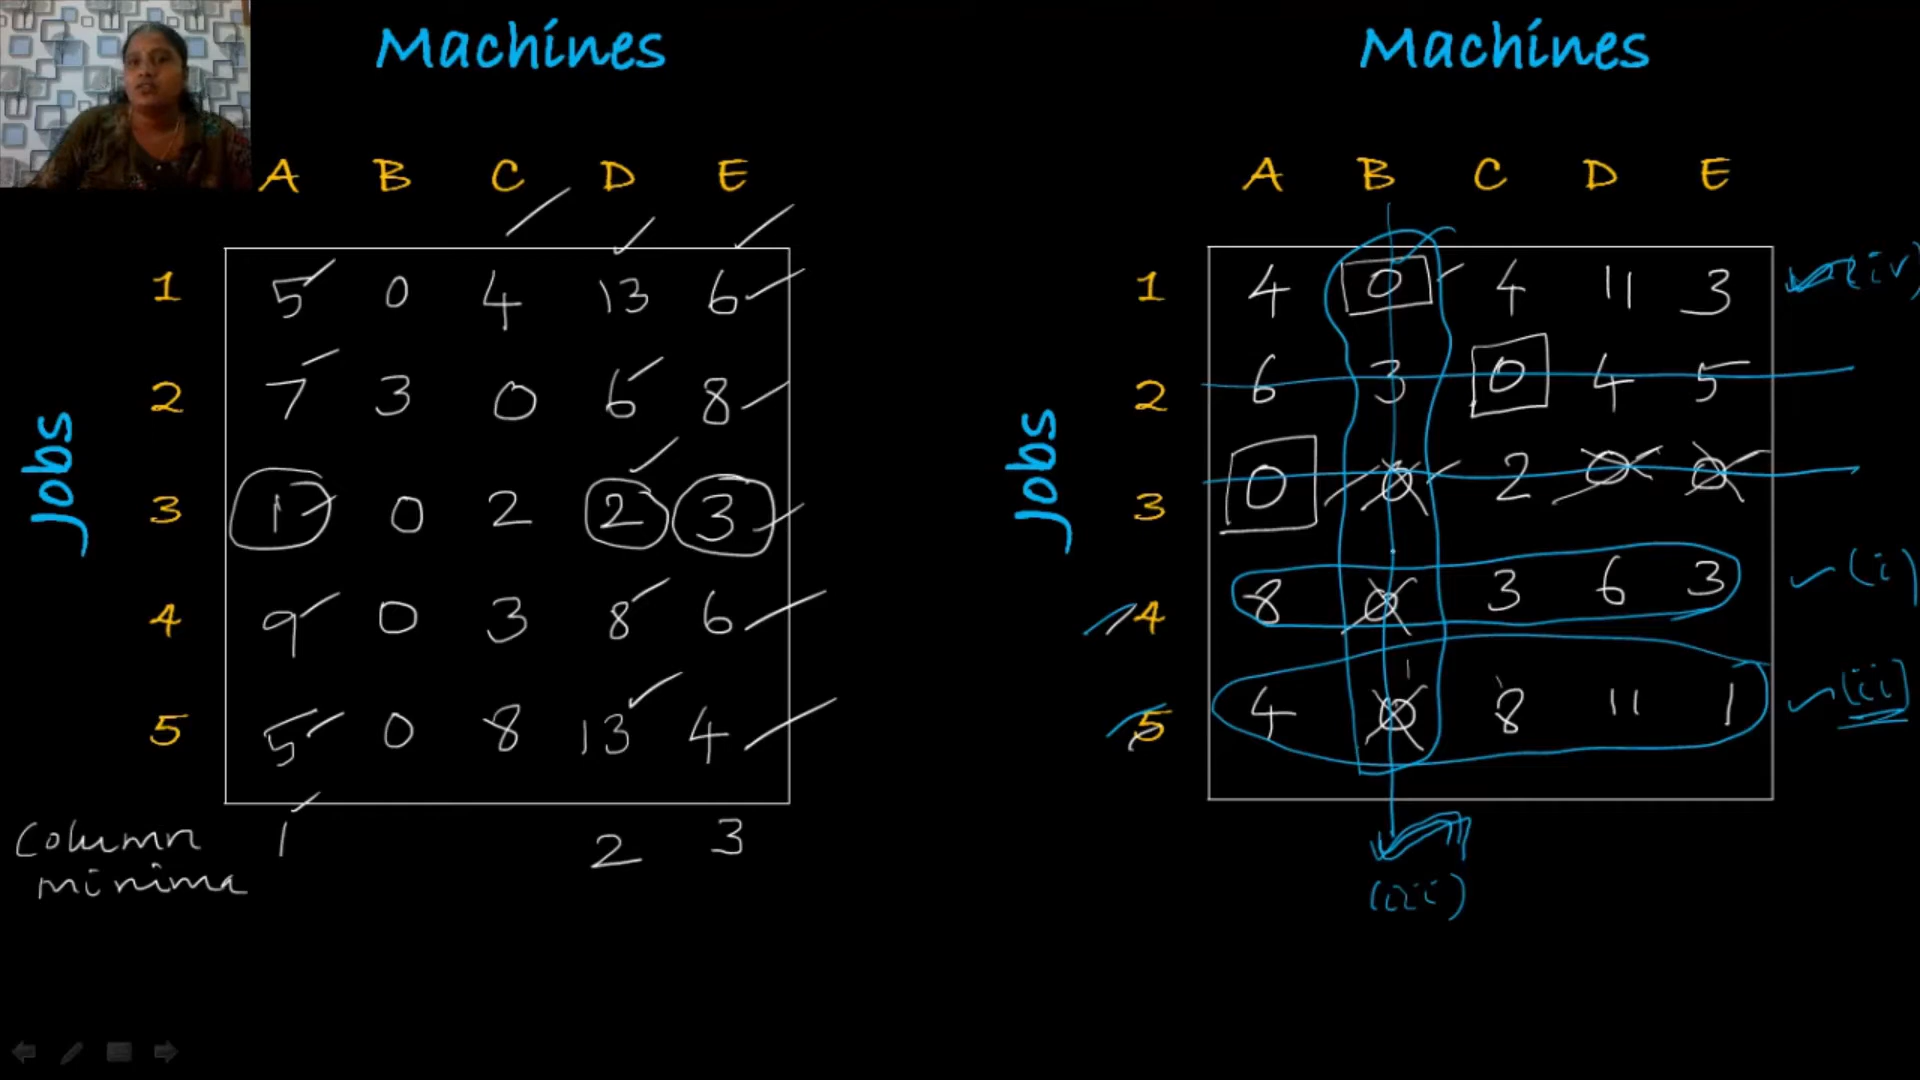 Machines
A B C D E
Jobs
1 5 0 4 13 6
2 7 3 0 6 8
3 1 0 2 2 3
4 9 0 3 8 6
5 5 0 8 13 4
Column minima
1 2 3
Machines
A B C D E
Jobs
1 4 0 4 11 3 (iv)
2 6 3 0 4 5
3 0 0 2 0 0
4 8 0 3 6 3 (i)
5 4 0 8 11 1 (ii)
(iii)